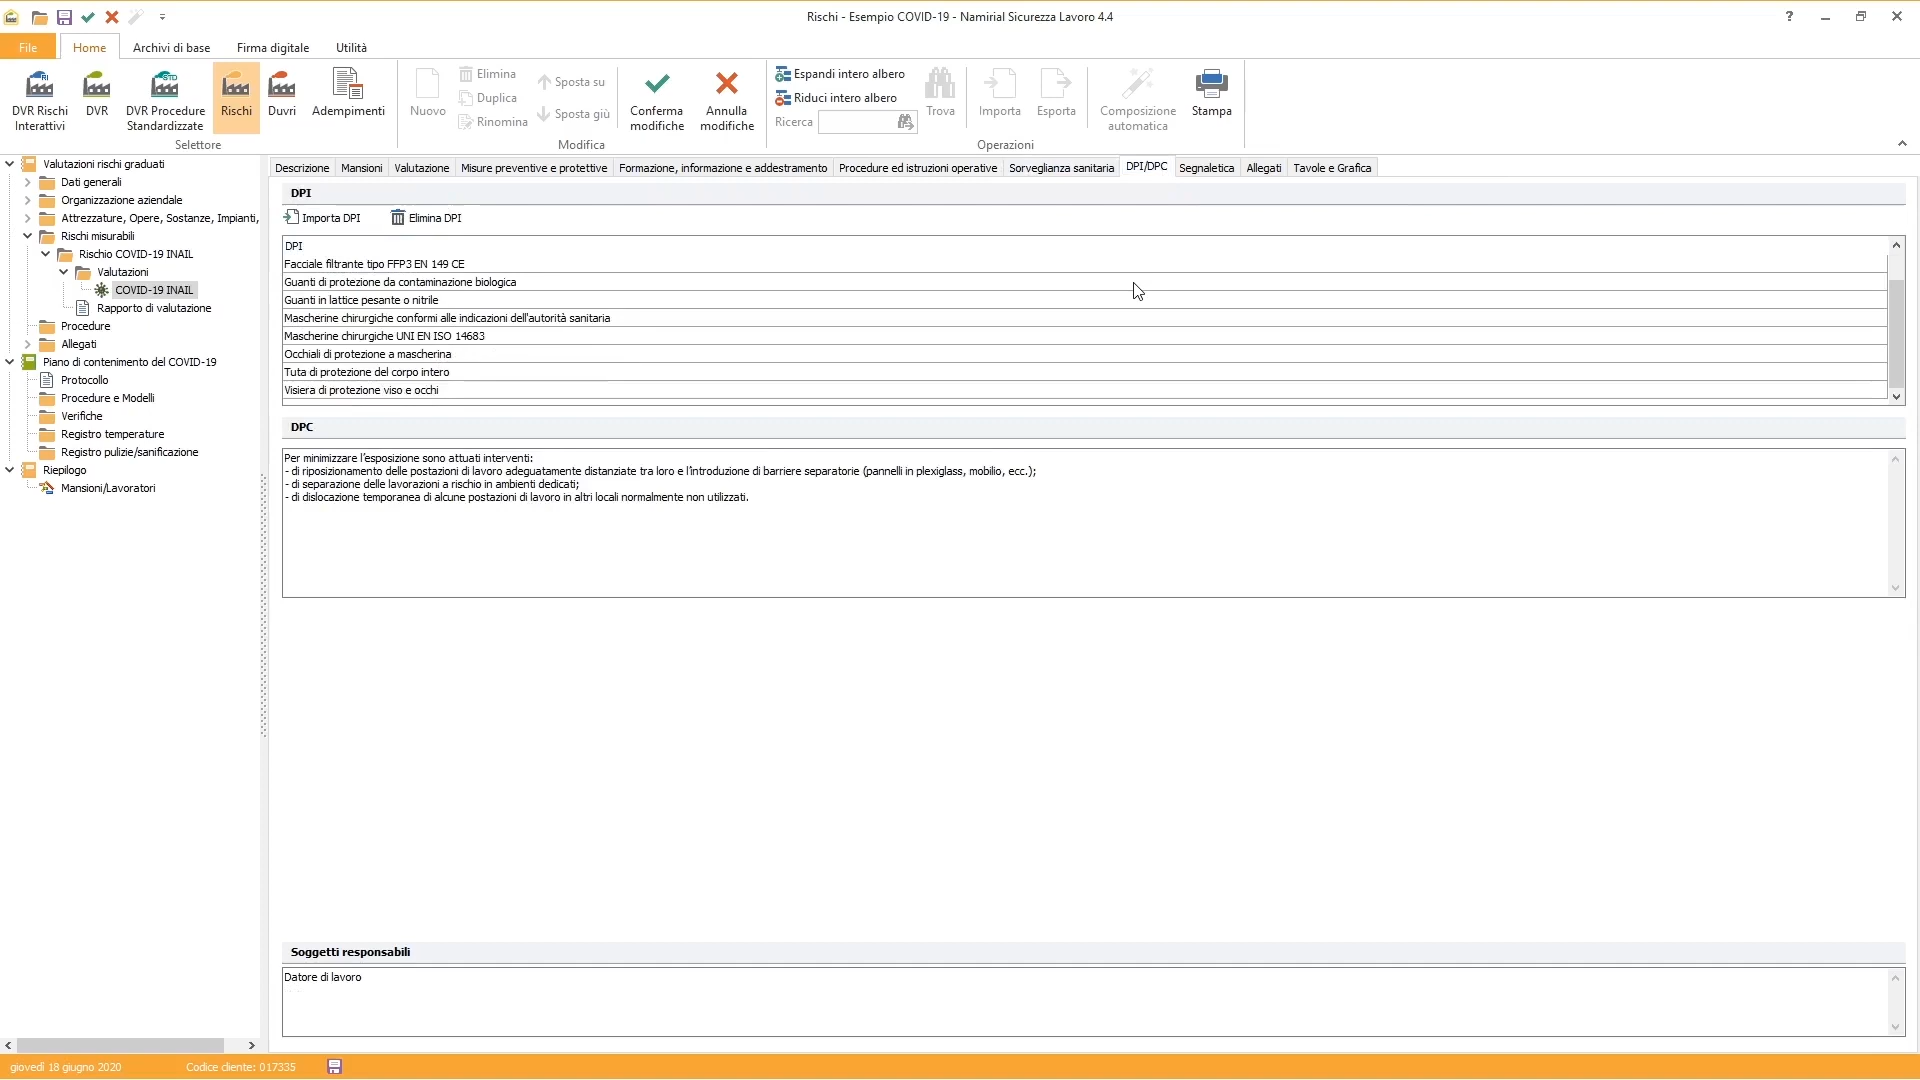 Rischi - Esempio COVID-19 - Namirial Sicurezza Lavoro 4.4
?
File
Home
Archivi di base
Firma digitale
Utilità
DVR Rischi Interattivi
DVR
DVR Procedure Standardizzate
Rischi
Duvri
Adempimenti
Selettore
Nuovo
Elimina
Duplica
Rinomina
Sposta su
Sposta giù
Conferma modifiche
Annulla modifiche
Modifica
Espandi intero albero
Riduci intero albero
Ricerca
Trova
Importa
Esporta
Composizione automatica
Stampa
Operazioni
Valutazioni rischi graduati
Dati generali
Organizzazione aziendale
Attrezzature, Opere, Sostanze, Impianti,
Rischi misurabili
Rischio COVID-19 INAIL
Valutazioni
COVID-19 INAIL
Rapporto di valutazione
Procedure
Allegati
Piano di contenimento del COVID-19
Protocollo
Procedure e Modelli
Verifiche
Registro temperature
Registro pulizie/sanificazione
Riepilogo
Mansioni/Lavoratori
Descrizione
Mansioni
Valutazione
Misure preventive e protettive
Formazione, informazione e addestramento
Procedure ed istruzioni operative
Sorveglianza sanitaria
DPI/DPC
Segnaletica
Allegati
Tavole e Grafica
DPI
Importa DPI
Elimina DPI
DPI
Facciale filtrante tipo FFP3 EN 149 CE
Guanti di protezione da contaminazione biologica
Guanti in lattice pesante o nitrile
Mascherine chirurgiche conformi alle indicazioni dell'autorità sanitaria
Mascherine chirurgiche UNI EN ISO 14683
Occhiali di protezione a mascherina
Tuta di protezione del corpo intero
Visiera di protezione viso e occhi
DPC
Per minimizzare l'esposizione sono attuati interventi:
- di riposizionamento delle postazioni di lavoro adeguatamente distanziate tra loro e l'introduzione di barriere separatorie (pannelli in plexiglass, mobilio, ecc.);
- di separazione delle lavorazioni a rischio in ambienti dedicati;
- di dislocazione temporanea di alcune postazioni di lavoro in altri locali normalmente non utilizzati.
Soggetti responsabili
Datore di lavoro
giovedì 18 giugno 2020
Codice cliente: 017335